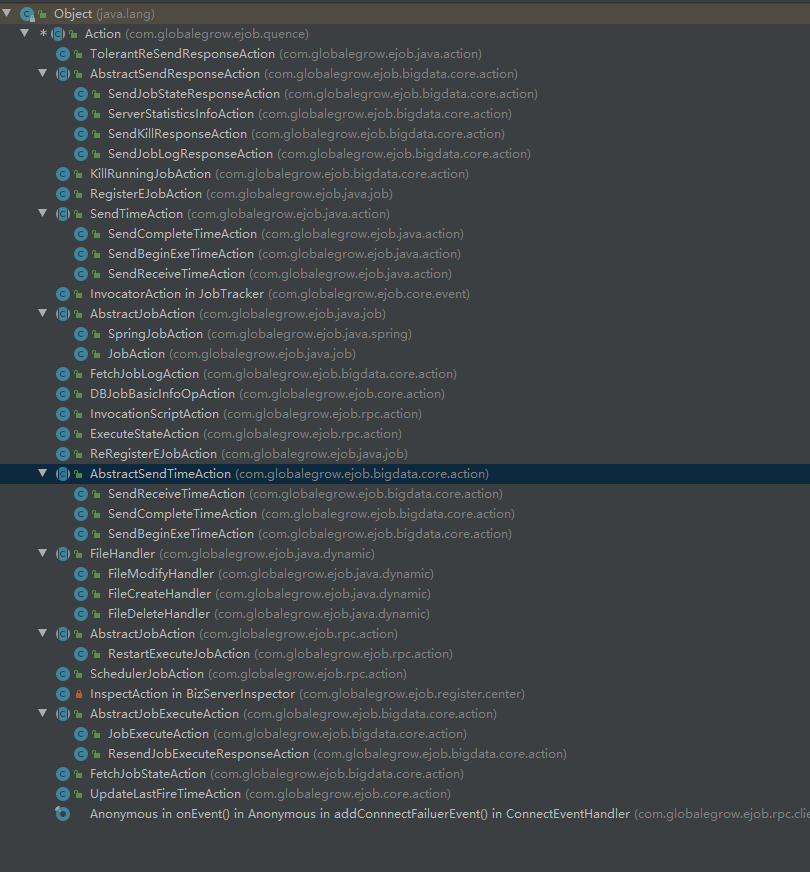 Object (java.lang)
* Action (com.globalegrow.ejob.quence)
TolerantReSendResponseAction (com.globalegrow.ejob.java.action)
AbstractSendResponseAction (com.globalegrow.ejob.bigdata.core.action)
SendJobStateResponseAction (com.globalegrow.ejob.bigdata.core.action)
ServerStatisticsInfoAction (com.globalegrow.ejob.bigdata.core.action)
SendKillResponseAction (com.globalegrow.ejob.bigdata.core.action)
SendJobLogResponseAction (com.globalegrow.ejob.bigdata.core.action)
KillRunningJobAction (com.globalegrow.ejob.bigdata.core.action)
RegisterEJobAction (com.globalegrow.ejob.java.job)
SendTimeAction (com.globalegrow.ejob.java.action)
SendCompleteTimeAction (com.globalegrow.ejob.java.action)
SendBeginExeTimeAction (com.globalegrow.ejob.java.action)
SendReceiveTimeAction (com.globalegrow.ejob.java.action)
InvocatorAction in JobTracker (com.globalegrow.ejob.core.event)
AbstractJobAction (com.globalegrow.ejob.java.job)
SpringJobAction (com.globalegrow.ejob.java.spring)
JobAction (com.globalegrow.ejob.java.job)
FetchJobLogAction (com.globalegrow.ejob.bigdata.core.action)
DBJobBasicInfoOpAction (com.globalegrow.ejob.core.action)
InvocationScriptAction (com.globalegrow.ejob.rpc.action)
ExecuteStateAction (com.globalegrow.ejob.rpc.action)
ReRegisterEJobAction (com.globalegrow.ejob.java.job)
AbstractSendTimeAction (com.globalegrow.ejob.bigdata.core.action)
SendReceiveTimeAction (com.globalegrow.ejob.bigdata.core.action)
SendCompleteTimeAction (com.globalegrow.ejob.bigdata.core.action)
SendBeginExeTimeAction (com.globalegrow.ejob.bigdata.core.action)
FileHandler (com.globalegrow.ejob.java.dynamic)
FileModifyHandler (com.globalegrow.ejob.java.dynamic)
FileCreateHandler (com.globalegrow.ejob.java.dynamic)
FileDeleteHandler (com.globalegrow.ejob.java.dynamic)
AbstractJobAction (com.globalegrow.ejob.rpc.action)
RestartExecuteJobAction (com.globalegrow.ejob.rpc.action)
SchedulerJobAction (com.globalegrow.ejob.rpc.action)
InspectAction in BizServerInspector (com.globalegrow.ejob.register.center)
AbstractJobExecuteAction (com.globalegrow.ejob.bigdata.core.action)
JobExecuteAction (com.globalegrow.ejob.bigdata.core.action)
ResendJobExecuteResponseAction (com.globalegrow.ejob.bigdata.core.action)
FetchJobStateAction (com.globalegrow.ejob.bigdata.core.action)
UpdateLastFireTimeAction (com.globalegrow.ejob.core.action)
Anonymous in onEvent() in Anonymous in addConnnectFailuerEvent() in ConnectEventHandler (com.globalegrow.ejob.rpc.clie